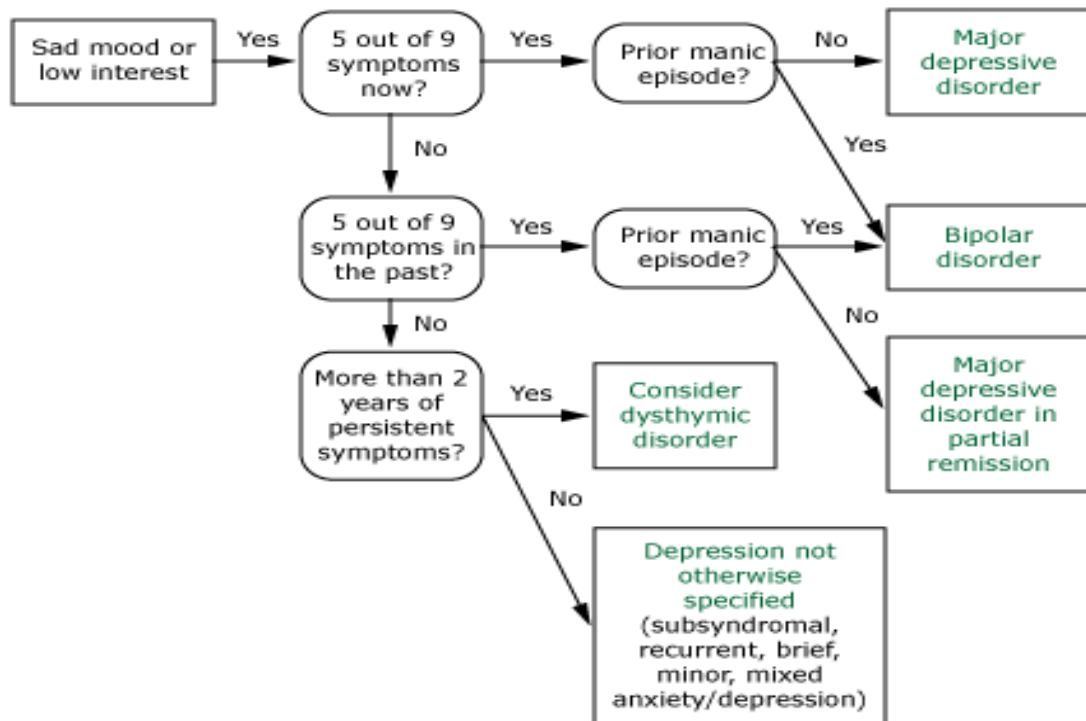 Sad mood or
low interest
Yes
5 out of 9
symptoms
now?
Yes
Prior manic
episode?
No
Major
depressive
disorder
Yes
No
5 out of 9
symptoms in
the past?
Yes
Prior manic
episode?
Yes
Bipolar
disorder
No
No
More than 2
years of
persistent
symptoms?
Yes
Consider
dysthymic
disorder
Major
depressive
disorder in
partial
remission
No
Depression not
otherwise
specified
(subsyndromal,
recurrent, brief,
minor, mixed
anxiety/depression)